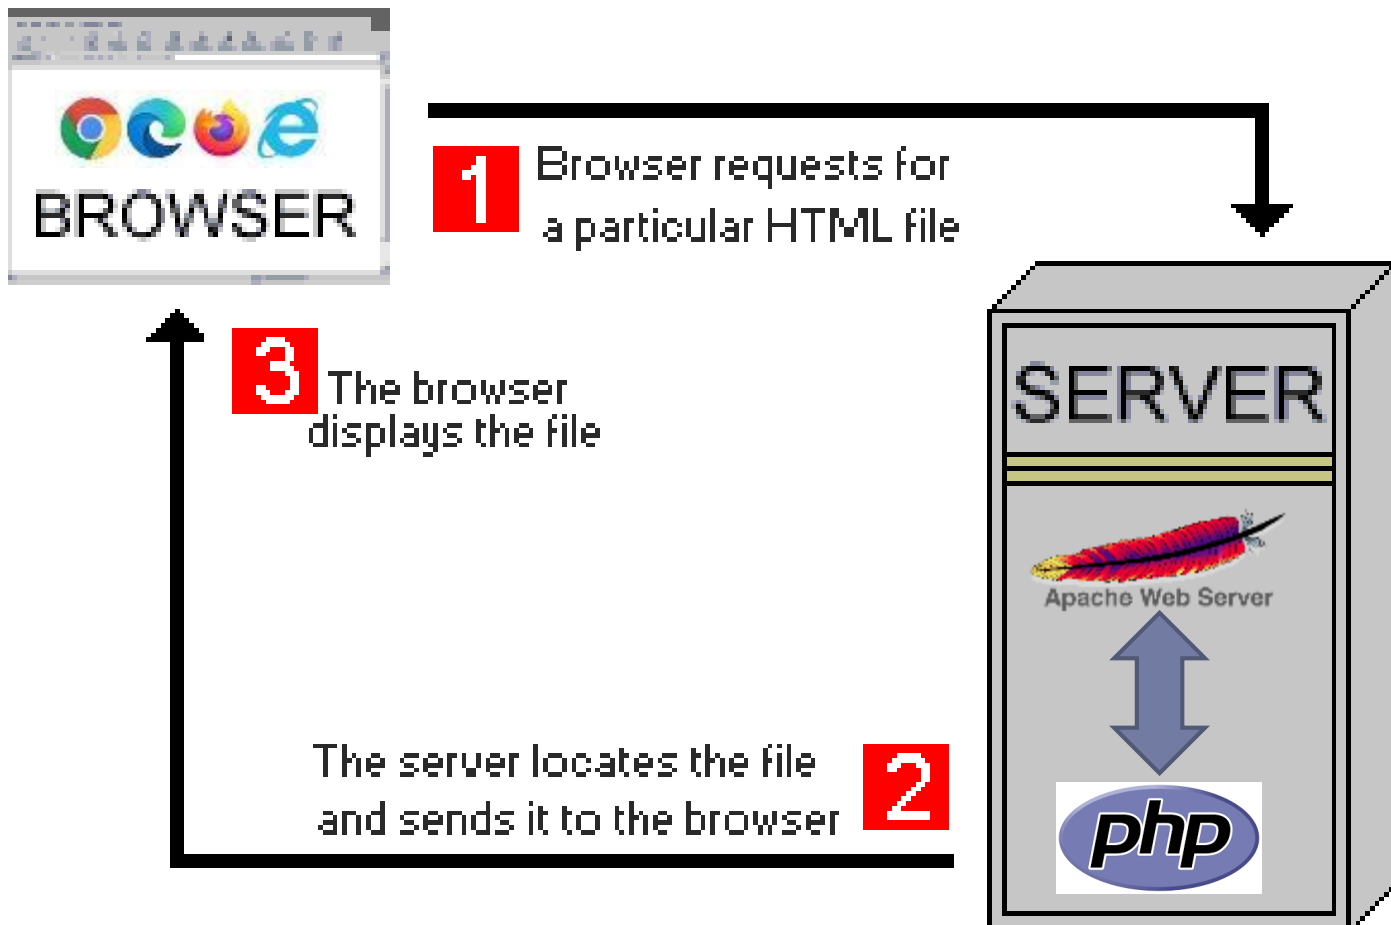 BROWSER
1
Browser requests for
a particular HTML file
3
The browser
displays the file
SERVER
Apache Web Server
The server locates the file
and sends it to the browser
2
php